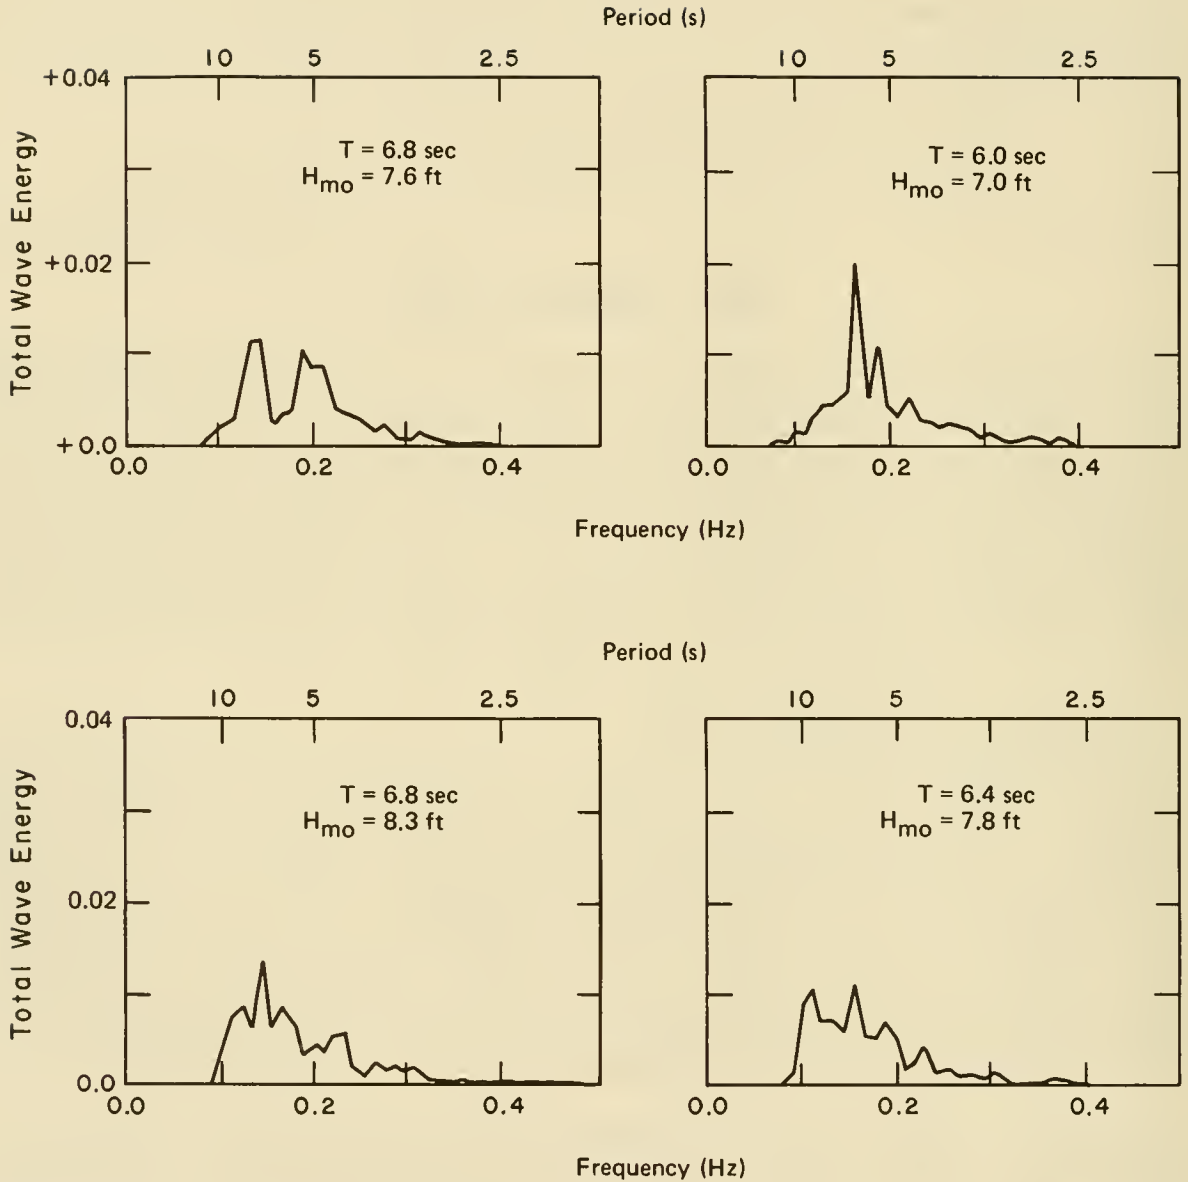 Period (s)
10 5 2.5
10 5 2.5
+0.04
+0.02
+0.0
Total Wave Energy
T = 6.8 sec
Hmo = 7.6 ft
T = 6.0 sec
Hmo = 7.0 ft
0.0 0.2 0.4
0.0 0.2 0.4
Frequency (Hz)
Period (s)
10 5 2.5
10 5 2.5
0.04
0.02
0.0
Total Wave Energy
T = 6.8 sec
Hmo = 8.3 ft
T = 6.4 sec
Hmo = 7.8 ft
0.0 0.2 0.4
0.0 0.2 0.4
Frequency (Hz)